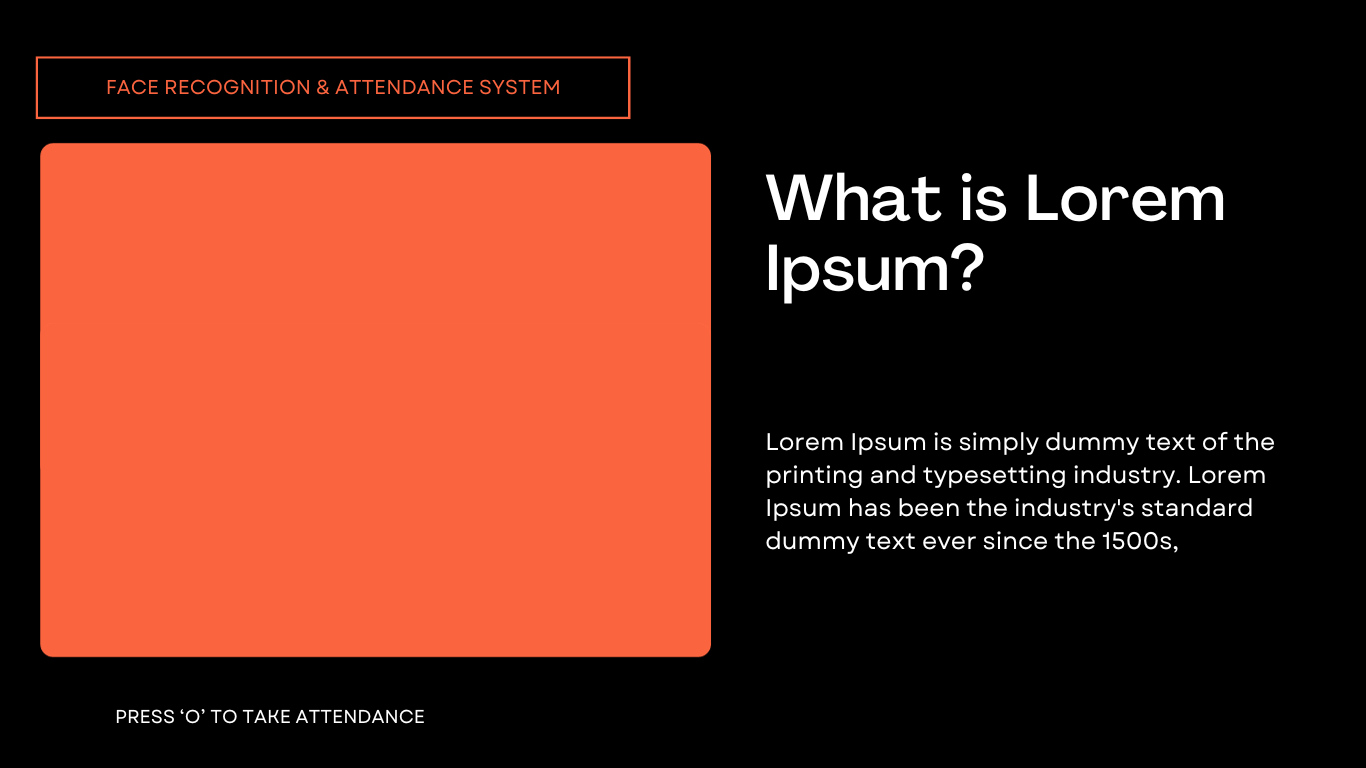 FACE RECOGNITION & ATTENDANCE SYSTEM
What is Lorem
Ipsum?
Lorem Ipsum is simply dummy text of the
printing and typesetting industry. Lorem
Ipsum has been the industry's standard
dummy text ever since the 1500s,
PRESS ‘O’ TO TAKE ATTENDANCE